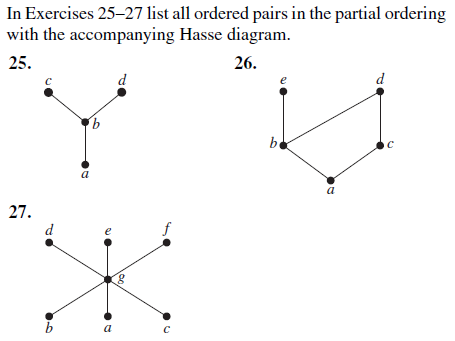 In Exercises 25–27 list all ordered pairs in the partial ordering
with the accompanying Hasse diagram.
25.
c
d
b
a
26.
e
d
b
c
a
27.
d
e
f
g
b
a
c